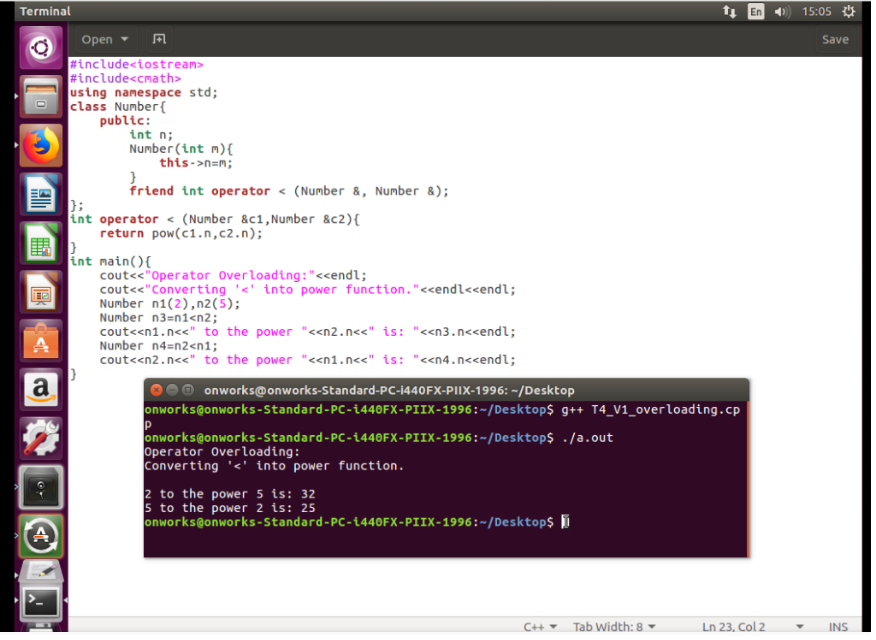 Terminal
En
15:05
Open
Save
#include<iostream>
#include<cmath>
using namespace std;
class Number{
    public:
        int n;
        Number(int m){
            this->n=m;
        }
        friend int operator < (Number &, Number &);
};
int operator < (Number &c1,Number &c2){
    return pow(c1.n,c2.n);
}
int main(){
    cout<<"Operator Overloading:"<<endl;
    cout<<"Converting '<' into power function."<<endl<<endl;
    Number n1(2),n2(5);
    Number n3=n1<n2;
    cout<<n1.n<<" to the power "<<n2.n<<" is: "<<n3.n<<endl;
    Number n4=n2<n1;
    cout<<n2.n<<" to the power "<<n1.n<<" is: "<<n4.n<<endl;
}
onworks@onworks-Standard-PC-i440FX-PIIX-1996: ~/Desktop
onworks@onworks-Standard-PC-i440FX-PIIX-1996:~/Desktop$ g++ T4_V1_overloading.cp
p
onworks@onworks-Standard-PC-i440FX-PIIX-1996:~/Desktop$ ./a.out
Operator Overloading:
Converting '<' into power function.
2 to the power 5 is: 32
5 to the power 2 is: 25
onworks@onworks-Standard-PC-i440FX-PIIX-1996:~/Desktop$
a
>_
C++
Tab Width: 8
Ln 23, Col 2
INS